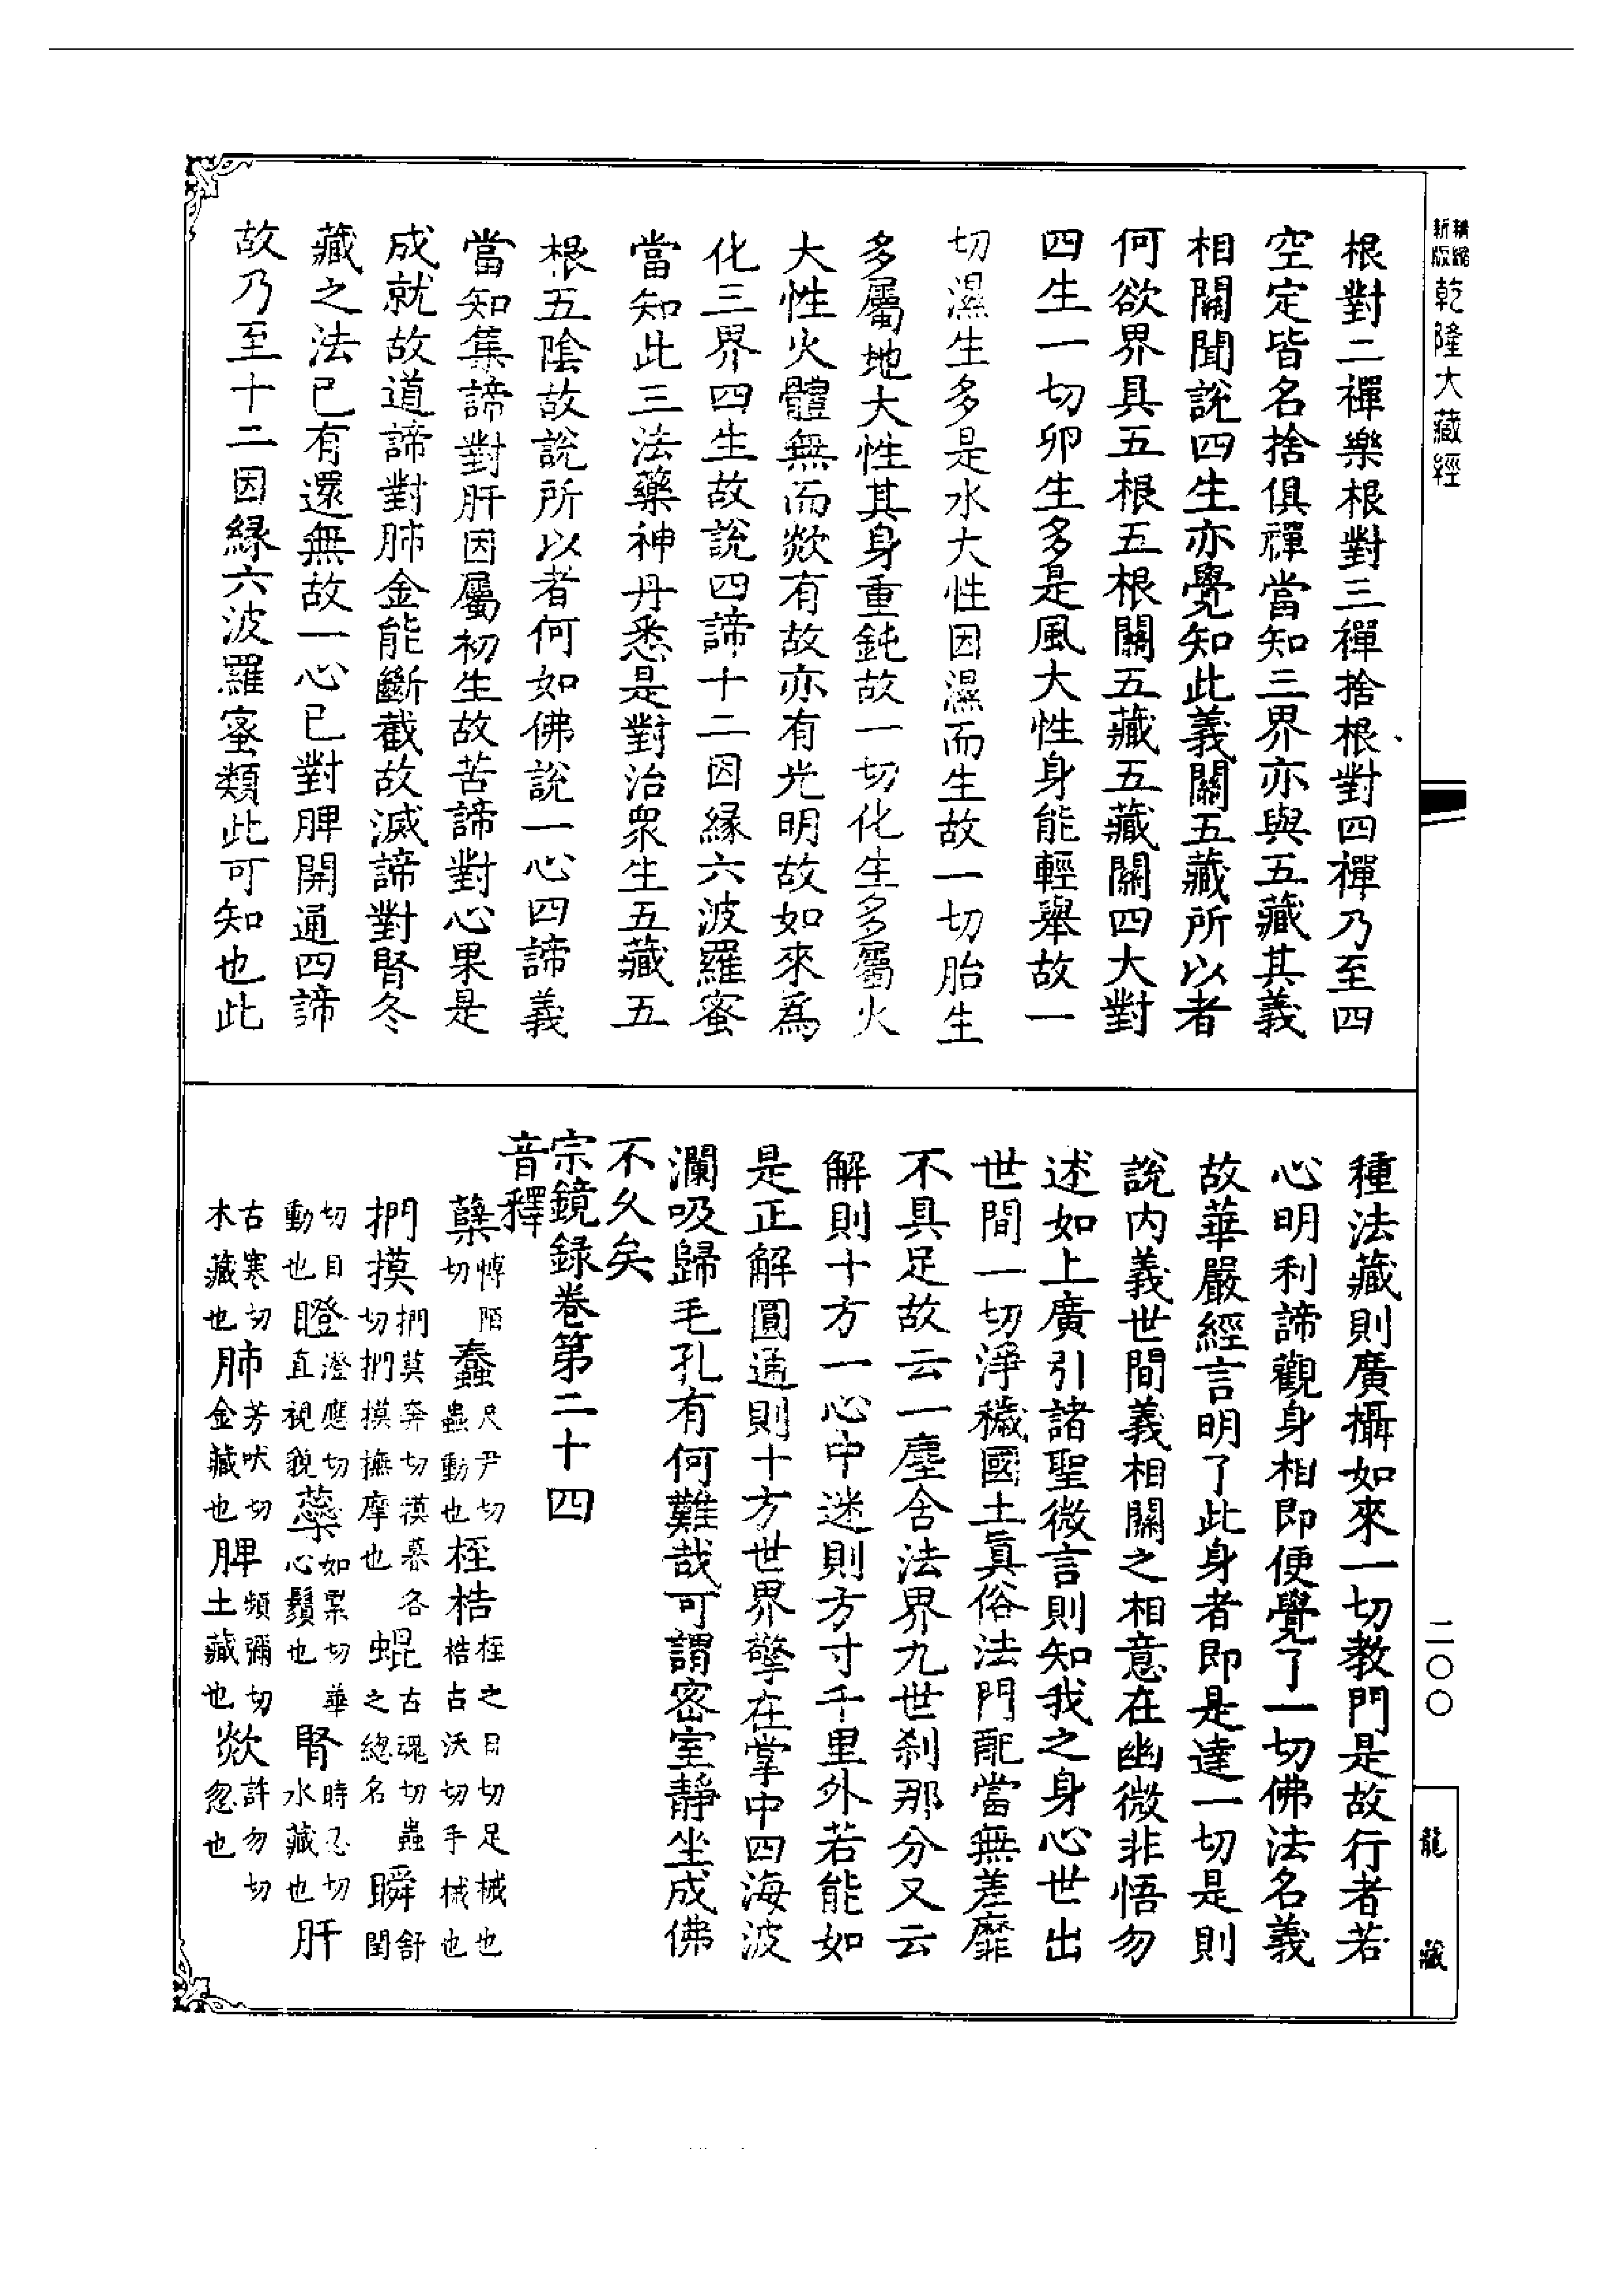 精縮新版乾隆大藏經
根對二禪樂根對三禪捨根對四禪乃至四
空定皆名捨俱禪當知三界亦與五藏其義
相關聞說四生亦覺知此義關五藏所以者
何欲界具五根五根關五藏五藏關四大對
四生一切卵生多是風大性身能輕舉故一
切濕生多是水大性因濕而生故一切胎生
多屬地大性其身重鈍故一切化生多屬火
大性火體無而欻有故亦有光明故如來為
化三界四生故說四諦十二因緣六波羅蜜
當知此三法藥神丹悉是對治眾生五藏五
根五陰故說所以者何如佛說一心四諦義
當知集諦對肝因屬初生故苦諦對心果是
成就故道諦對肺金能斷截故滅諦對腎冬
藏之法已有還無故一心已對脾開通四諦
故乃至十二因緣六波羅蜜類此可知也此
種法藏則廣攝如來一切教門是故行者若
心明利諦觀身相即便覺了一切佛法名義
故華嚴經言明了此身者即是達一切是則
說內義世間義相關之相意在幽微非悟勿
述如上廣引諸聖微言則知我之身心世出
世間一切淨穢國土真俗法門配當無差靡
不具足故云一塵含法界九世剎那分又云
解則十方一心中迷則方寸千里外若能如
是正解圓通則十方世界擎在掌中四海波
瀾吸歸毛孔有何難哉可謂密室靜坐成佛
不久矣
宗鏡録卷第二十四
音釋
蘗博陌切 蠢尺尹切蟲動也 桎梏桎之日切足械也梏古沃切手械也
捫摸捫莫奔切摸慕各切捫摸撫摩也 蜫古魂切蟲之總名 瞬舒閏
切目動也 瞪澄應切直視貌 蘂如累切華心鬚也 腎時忍切水藏也 肝
古寒切木藏也 肺芳吠切金藏也 脾頻彌切土藏也 欻許勿切忽也
二〇〇
龍藏